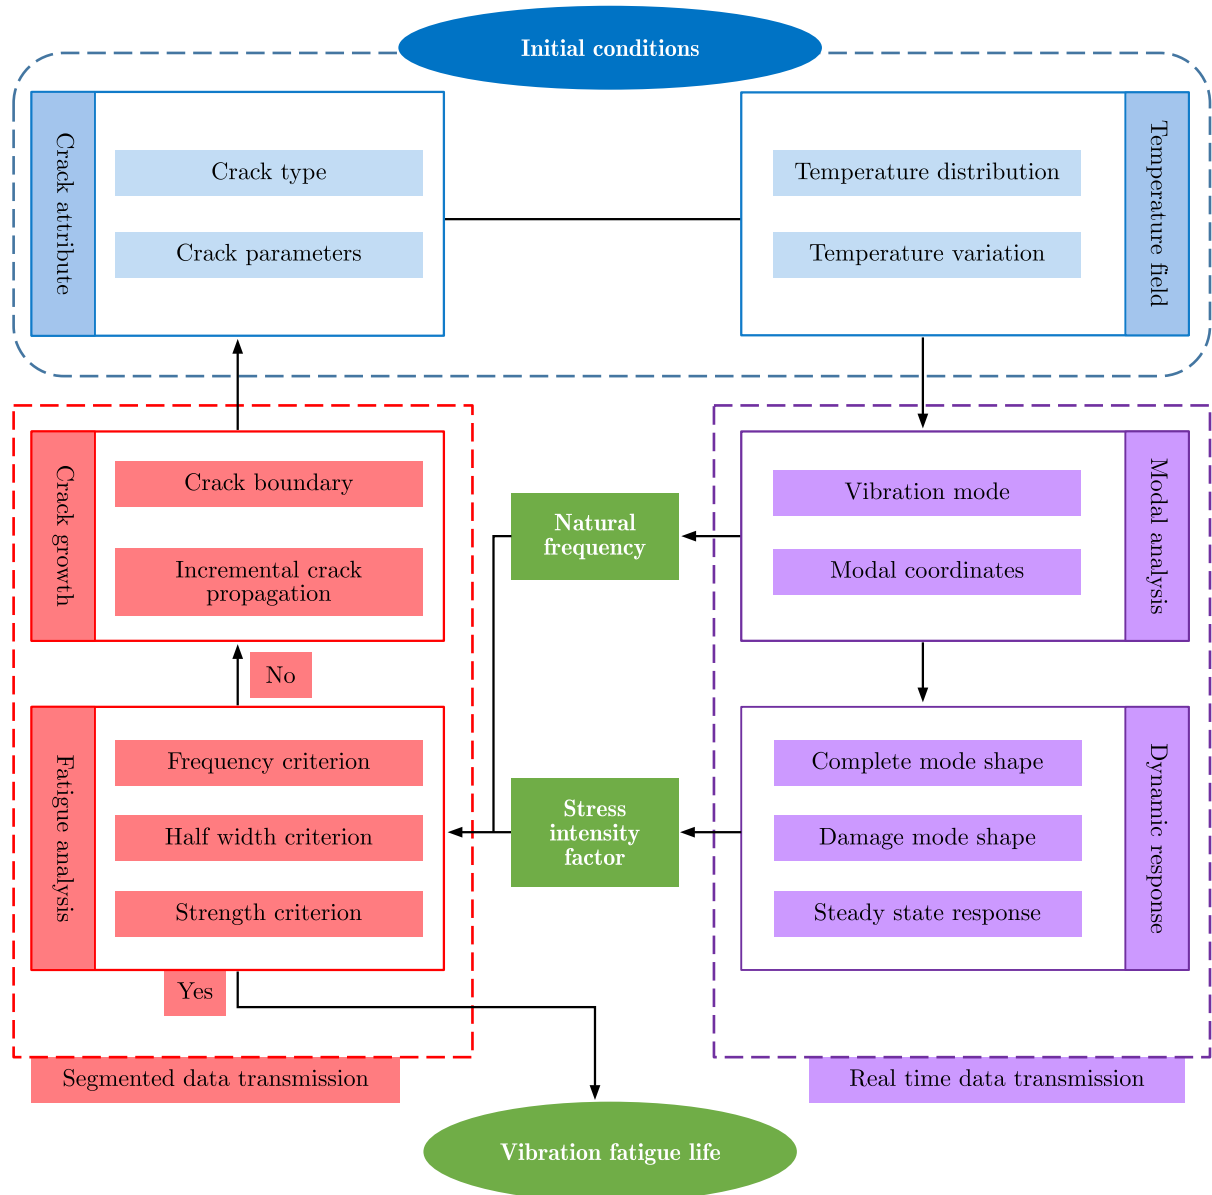 Initial conditions
Crack attribute
Crack type
Crack parameters
Temperature distribution
Temperature variation
Temperature field
Crack growth
Crack boundary
Incremental crack
propagation
Natural
frequency
Vibration mode
Modal coordinates
Modal analysis
No
Fatigue analysis
Frequency criterion
Half width criterion
Strength criterion
Stress
intensity
factor
Complete mode shape
Damage mode shape
Steady state response
Dynamic response
Yes
Segmented data transmission
Real time data transmission
Vibration fatigue life